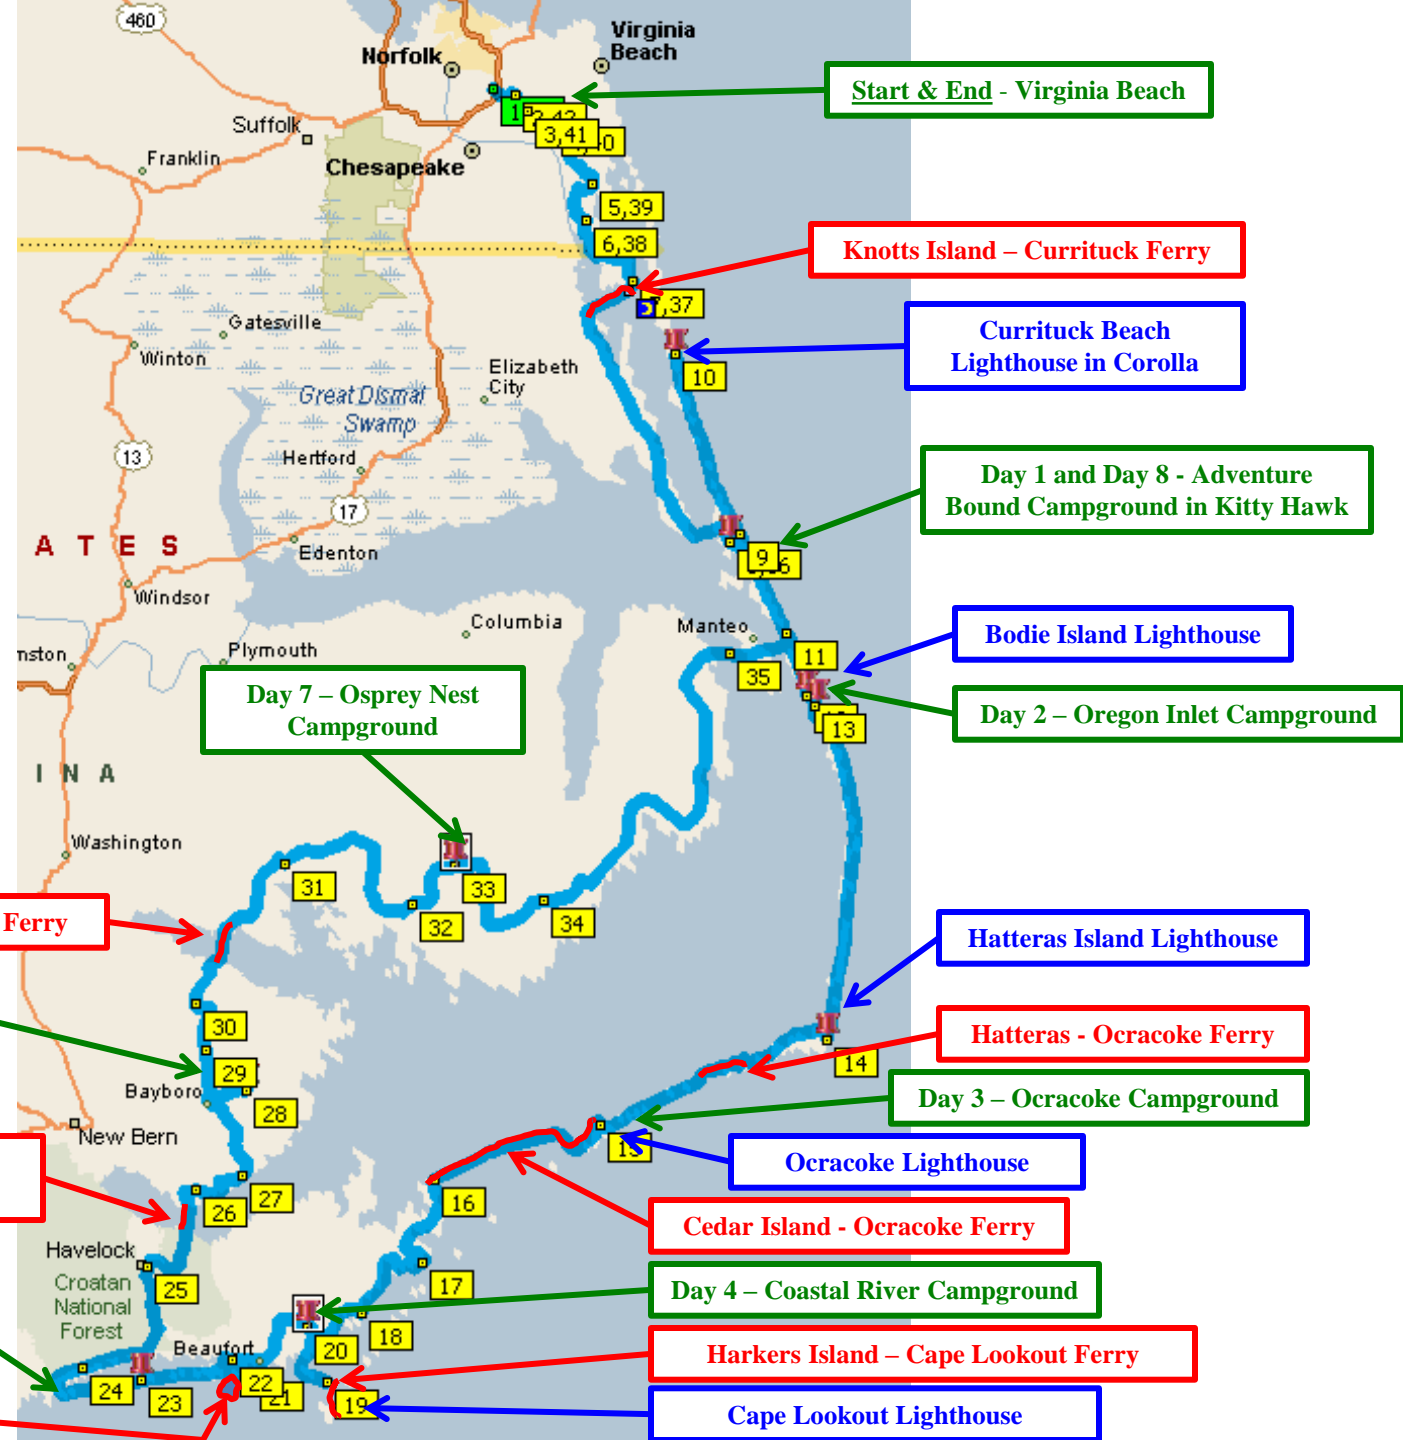 460
Virginia
Beach
Norfolk
Start & End - Virginia Beach
1
3,41
Suffolk
Franklin
Chesapeake
5,39
6,38
Knotts Island – Currituck Ferry
,37
Gatesville
Winton
Currituck Beach
Lighthouse in Corolla
Elizabeth
City
10
Great Dismal
Swamp
13
Hertford
17
Day 1 and Day 8 - Adventure
Bound Campground in Kitty Hawk
A T E S
Edenton
9
Windsor
Columbia
Manteo
Bodie Island Lighthouse
nston
Plymouth
11
35
Day 7 – Osprey Nest
Campground
Day 2 – Oregon Inlet Campground
13
I N A
Washington
31
33
32
34
Ferry
Hatteras Island Lighthouse
30
Hatteras - Ocracoke Ferry
14
29
Bayboro
28
Day 3 – Ocracoke Campground
New Bern
15
Ocracoke Lighthouse
27
26
16
Cedar Island - Ocracoke Ferry
Havelock
Croatan
National
Forest
25
17
Day 4 – Coastal River Campground
18
Beaufort
20
Harkers Island – Cape Lookout Ferry
24
23
22
21
19
Cape Lookout Lighthouse